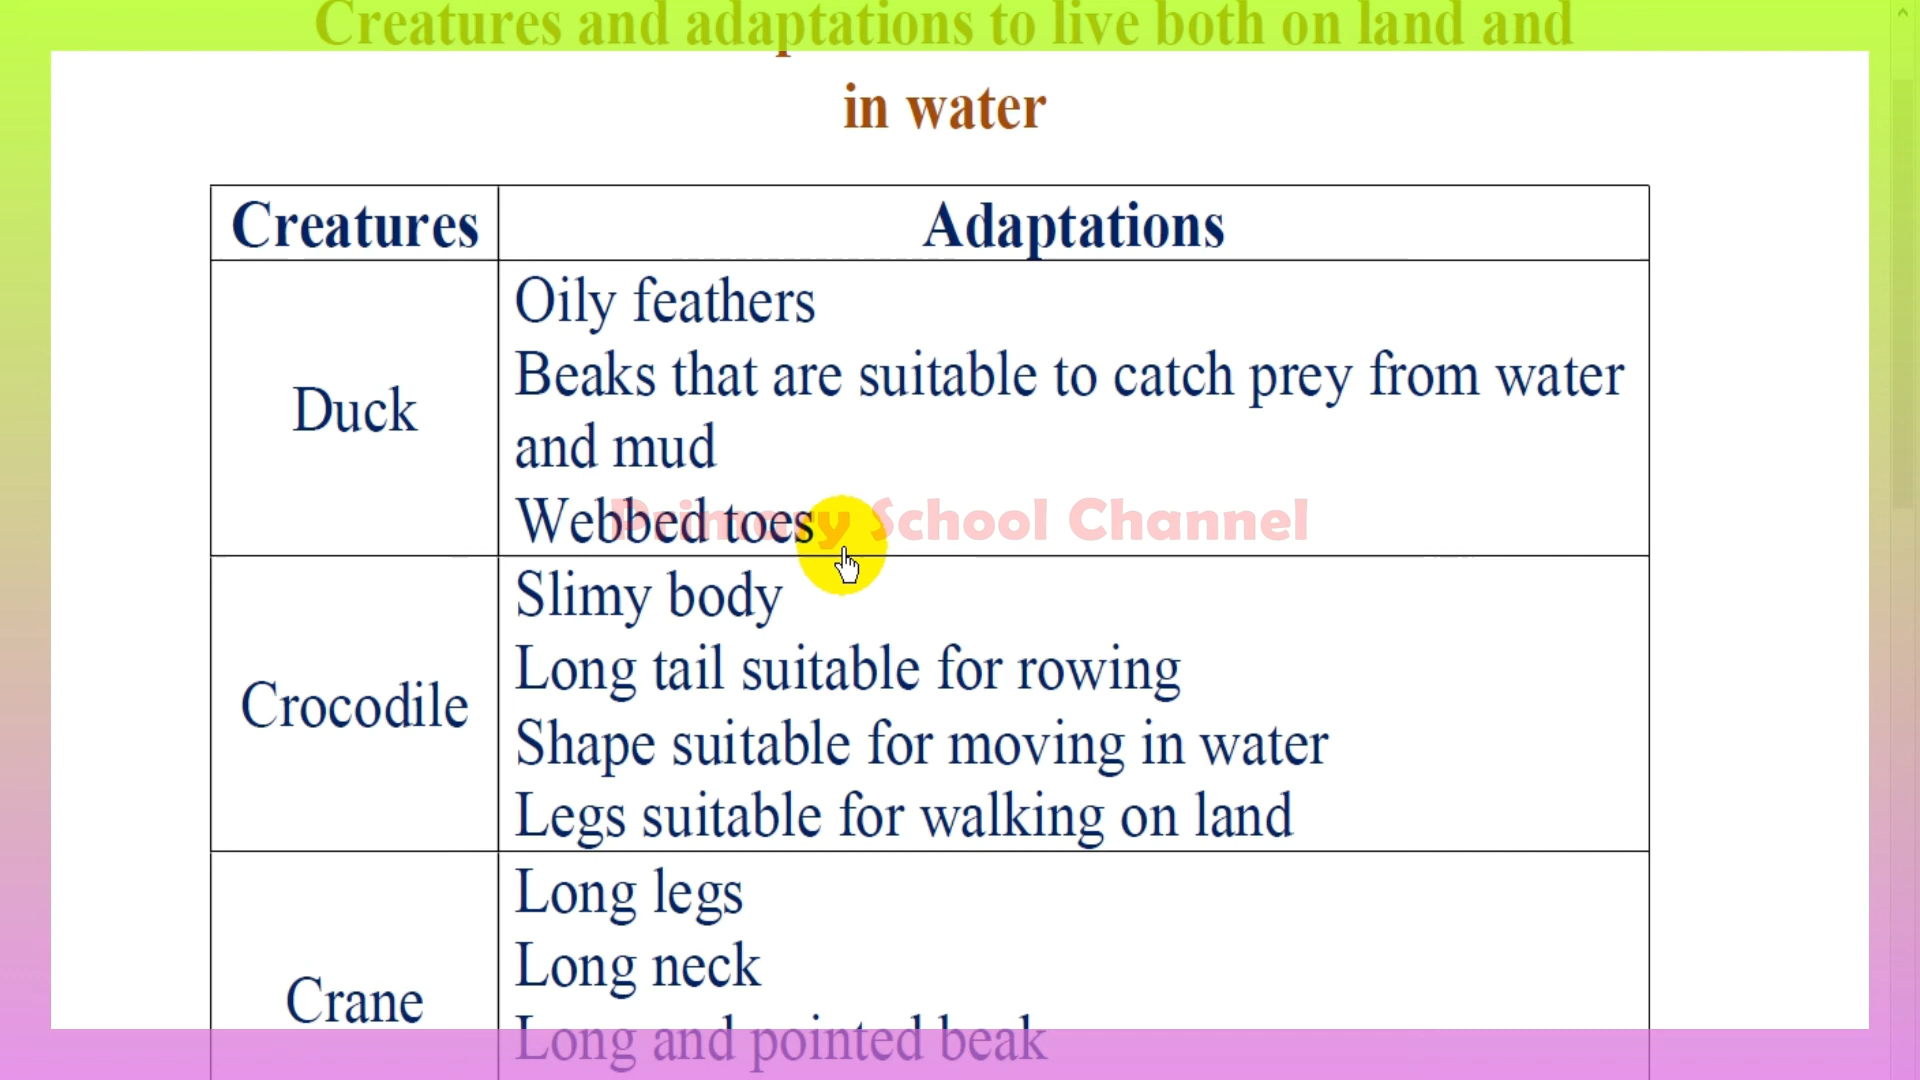 Creatures and adaptations to live both on land and
in water
Creatures
Adaptations
Duck
Oily feathers
Beaks that are suitable to catch prey from water
and mud
Webbed toes
Primary School Channel
Crocodile
Slimy body
Long tail suitable for rowing
Shape suitable for moving in water
Legs suitable for walking on land
Crane
Long legs
Long neck
Long and pointed beak